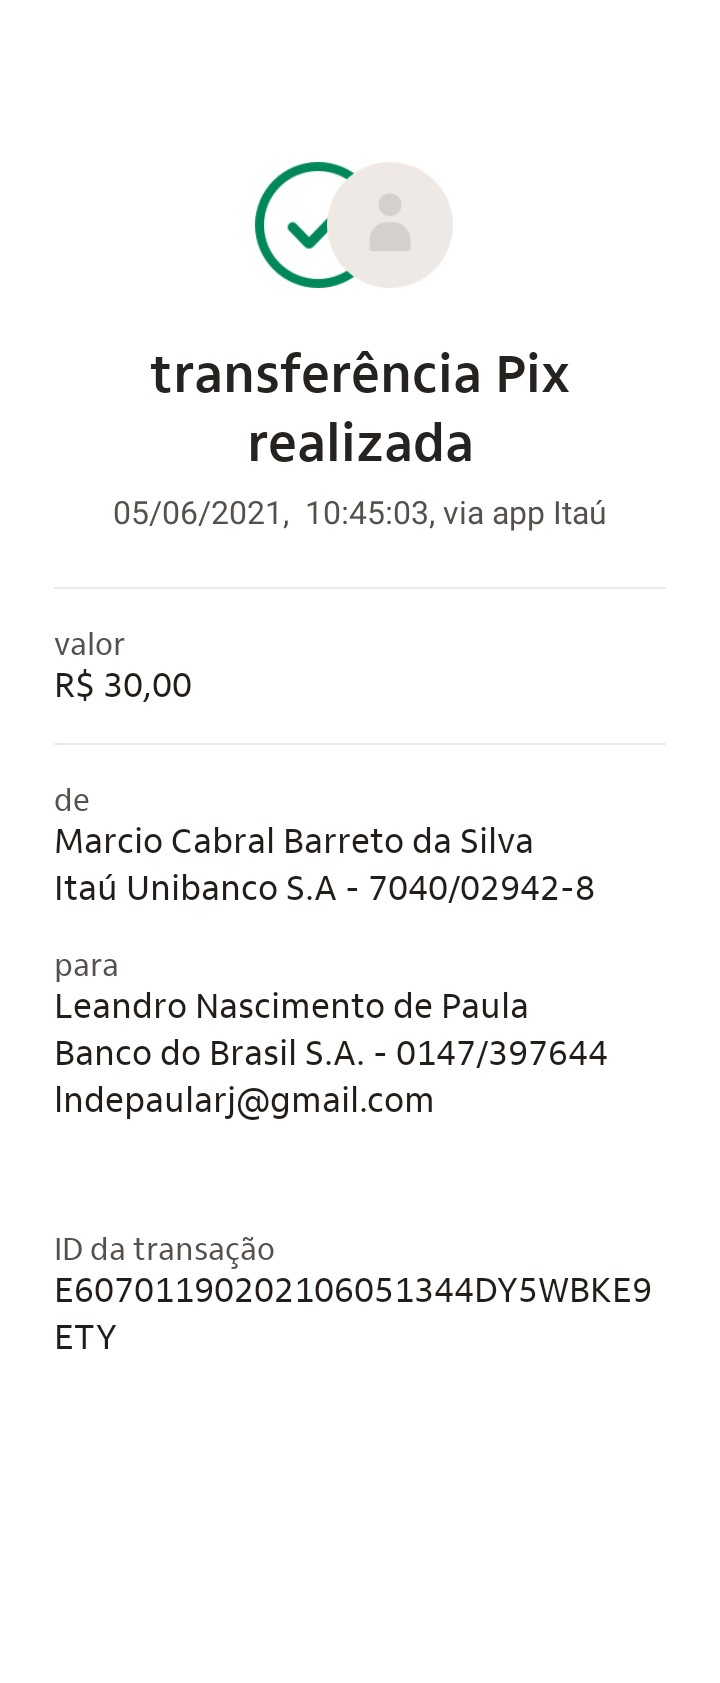 transferência Pix
realizada
05/06/2021, 10:45:03, via app Itaú
valor
R$ 30,00
de
Marcio Cabral Barreto da Silva
Itaú Unibanco S.A - 7040/02942-8
para
Leandro Nascimento de Paula
Banco do Brasil S.A. - 0147/397644
lndepaularj@gmail.com
ID da transação
E60701190202106051344DY5WBKE9
ETY